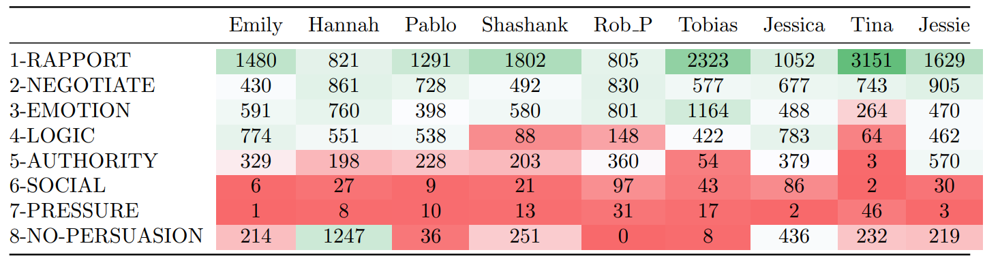 Emily Hannah Pablo Shashank Rob_P Tobias Jessica Tina Jessie
1-RAPPORT 1480 821 1291 1802 805 2323 1052 3151 1629
2-NEGOTIATE 430 861 728 492 830 577 677 743 905
3-EMOTION 591 760 398 580 801 1164 488 264 470
4-LOGIC 774 551 538 88 148 422 783 64 462
5-AUTHORITY 329 198 228 203 360 54 379 3 570
6-SOCIAL 6 27 9 21 97 43 86 2 30
7-PRESSURE 1 8 10 13 31 17 2 46 3
8-NO-PERSUASION 214 1247 36 251 0 8 436 232 219